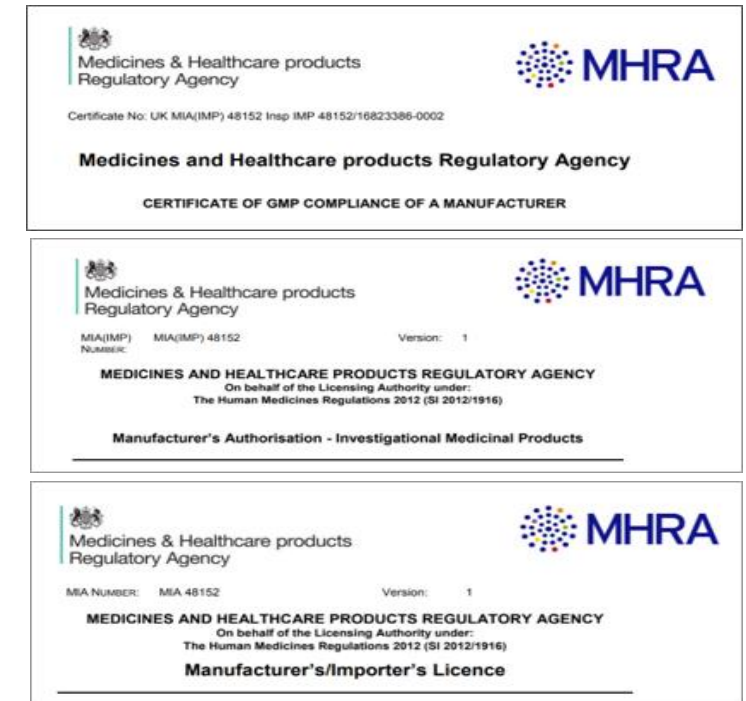 Medicines & Healthcare products
Regulatory Agency
MHRA
Certificate No: UK MIA(IMP) 48152 Insp IMP 48152/16823386-0002
Medicines and Healthcare products Regulatory Agency
CERTIFICATE OF GMP COMPLIANCE OF A MANUFACTURER
Medicines & Healthcare products
Regulatory Agency
MHRA
MIA(IMP) MIA(IMP) 48152 Version: 1
NUMBER:
MEDICINES AND HEALTHCARE PRODUCTS REGULATORY AGENCY
On behalf of the Licensing Authority under:
The Human Medicines Regulations 2012 (SI 2012/1916)
Manufacturer's Authorisation - Investigational Medicinal Products
Medicines & Healthcare products
Regulatory Agency
MHRA
MIA NUMBER: MIA 48152 Version: 1
MEDICINES AND HEALTHCARE PRODUCTS REGULATORY AGENCY
On behalf of the Licensing Authority under:
The Human Medicines Regulations 2012 (SI 2012/1916)
Manufacturer's/Importer's Licence